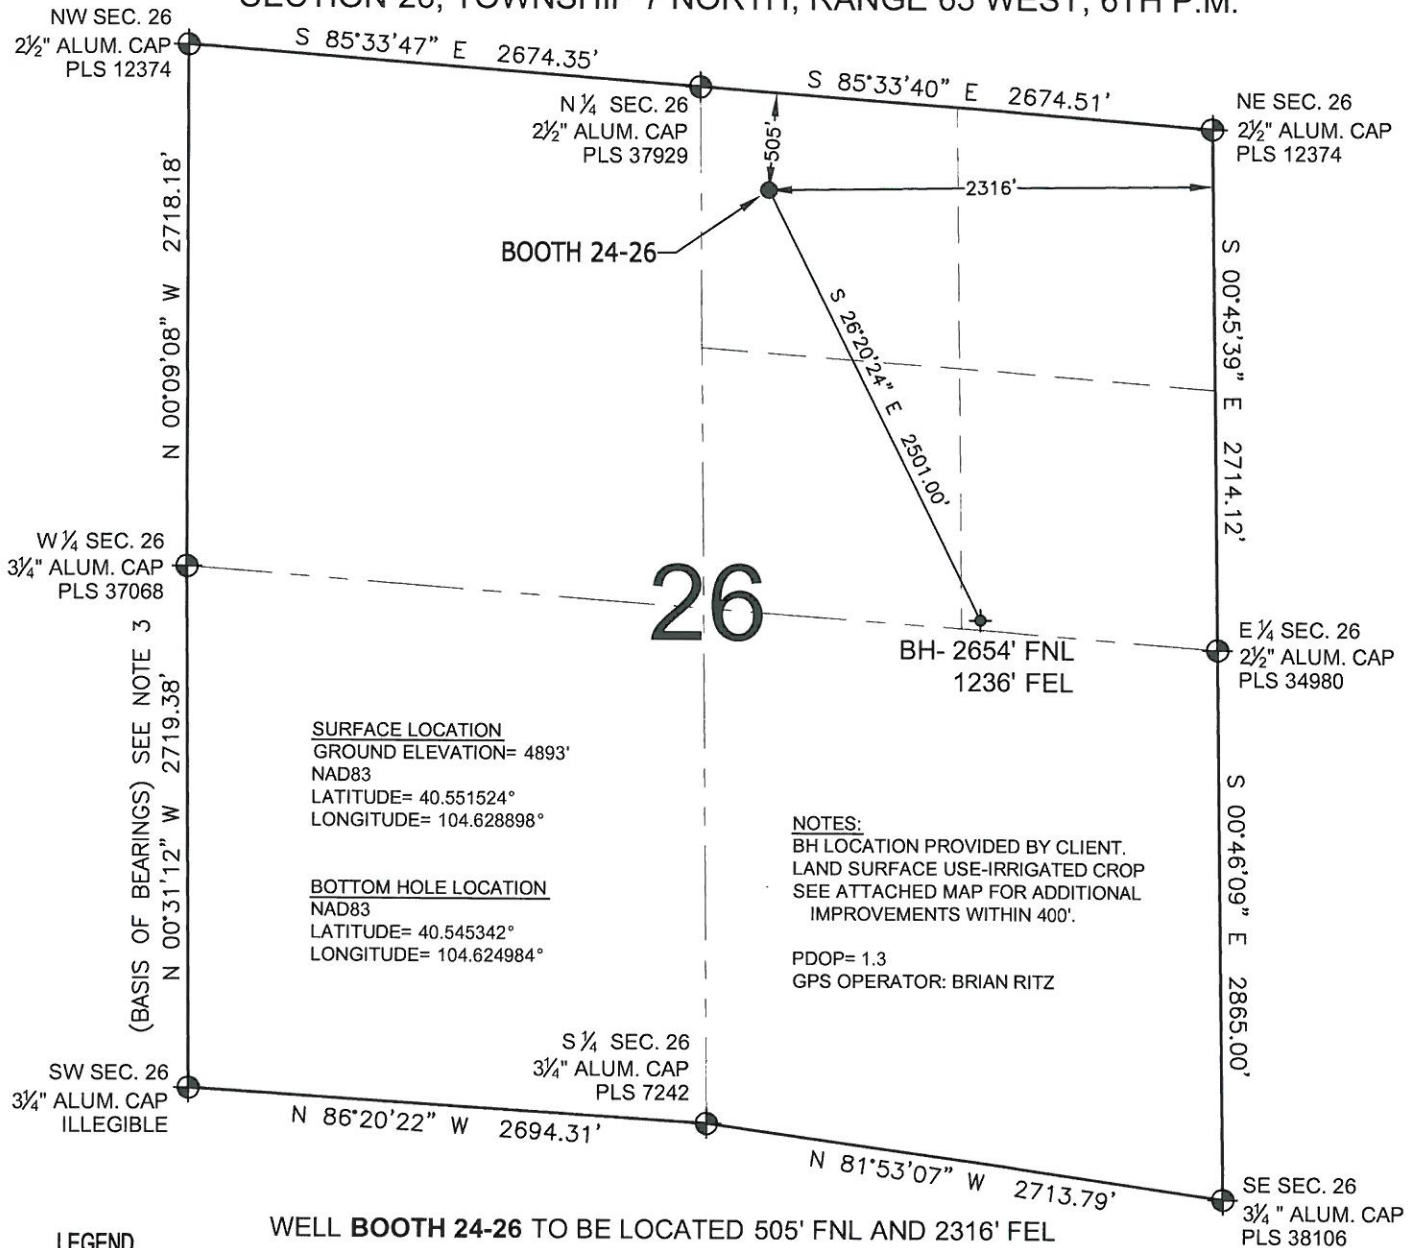 SECTION 26, TOWNSHIP 7 NORTH, RANGE 65 WEST, 6TH P.M.
NW SEC. 26
2½" ALUM. CAP
PLS 12374
S 85°33'47" E 2674.35'
N ¼ SEC. 26
2½" ALUM. CAP
PLS 37929
S 85°33'40" E 2674.51'
NE SEC. 26
2½" ALUM. CAP
PLS 12374
505'
2316'
BOOTH 24-26
N 00°09'08" W 2718.18'
S 26°20'24" E 2501.00'
S 00°45'39" E 2714.12'
W ¼ SEC. 26
3¼" ALUM. CAP
PLS 37068
26
BH- 2654' FNL
1236' FEL
E ¼ SEC. 26
2½" ALUM. CAP
PLS 34980
(BASIS OF BEARINGS) SEE NOTE 3
N 00°31'12" W 2719.38'
SURFACE LOCATION
GROUND ELEVATION= 4893'
NAD83
LATITUDE= 40.551524°
LONGITUDE= 104.628898°
BOTTOM HOLE LOCATION
NAD83
LATITUDE= 40.545342°
LONGITUDE= 104.624984°
NOTES:
BH LOCATION PROVIDED BY CLIENT.
LAND SURFACE USE-IRRIGATED CROP
SEE ATTACHED MAP FOR ADDITIONAL
IMPROVEMENTS WITHIN 400'.
PDOP= 1.3
GPS OPERATOR: BRIAN RITZ
S 00°46'09" E 2865.00'
SW SEC. 26
3¼" ALUM. CAP
ILLEGIBLE
S ¼ SEC. 26
3¼" ALUM. CAP
PLS 7242
N 86°20'22" W 2694.31'
N 81°53'07" W 2713.79'
SE SEC. 26
3¼ " ALUM. CAP
PLS 38106
WELL BOOTH 24-26 TO BE LOCATED 505' FNL AND 2316' FEL
LEGEND